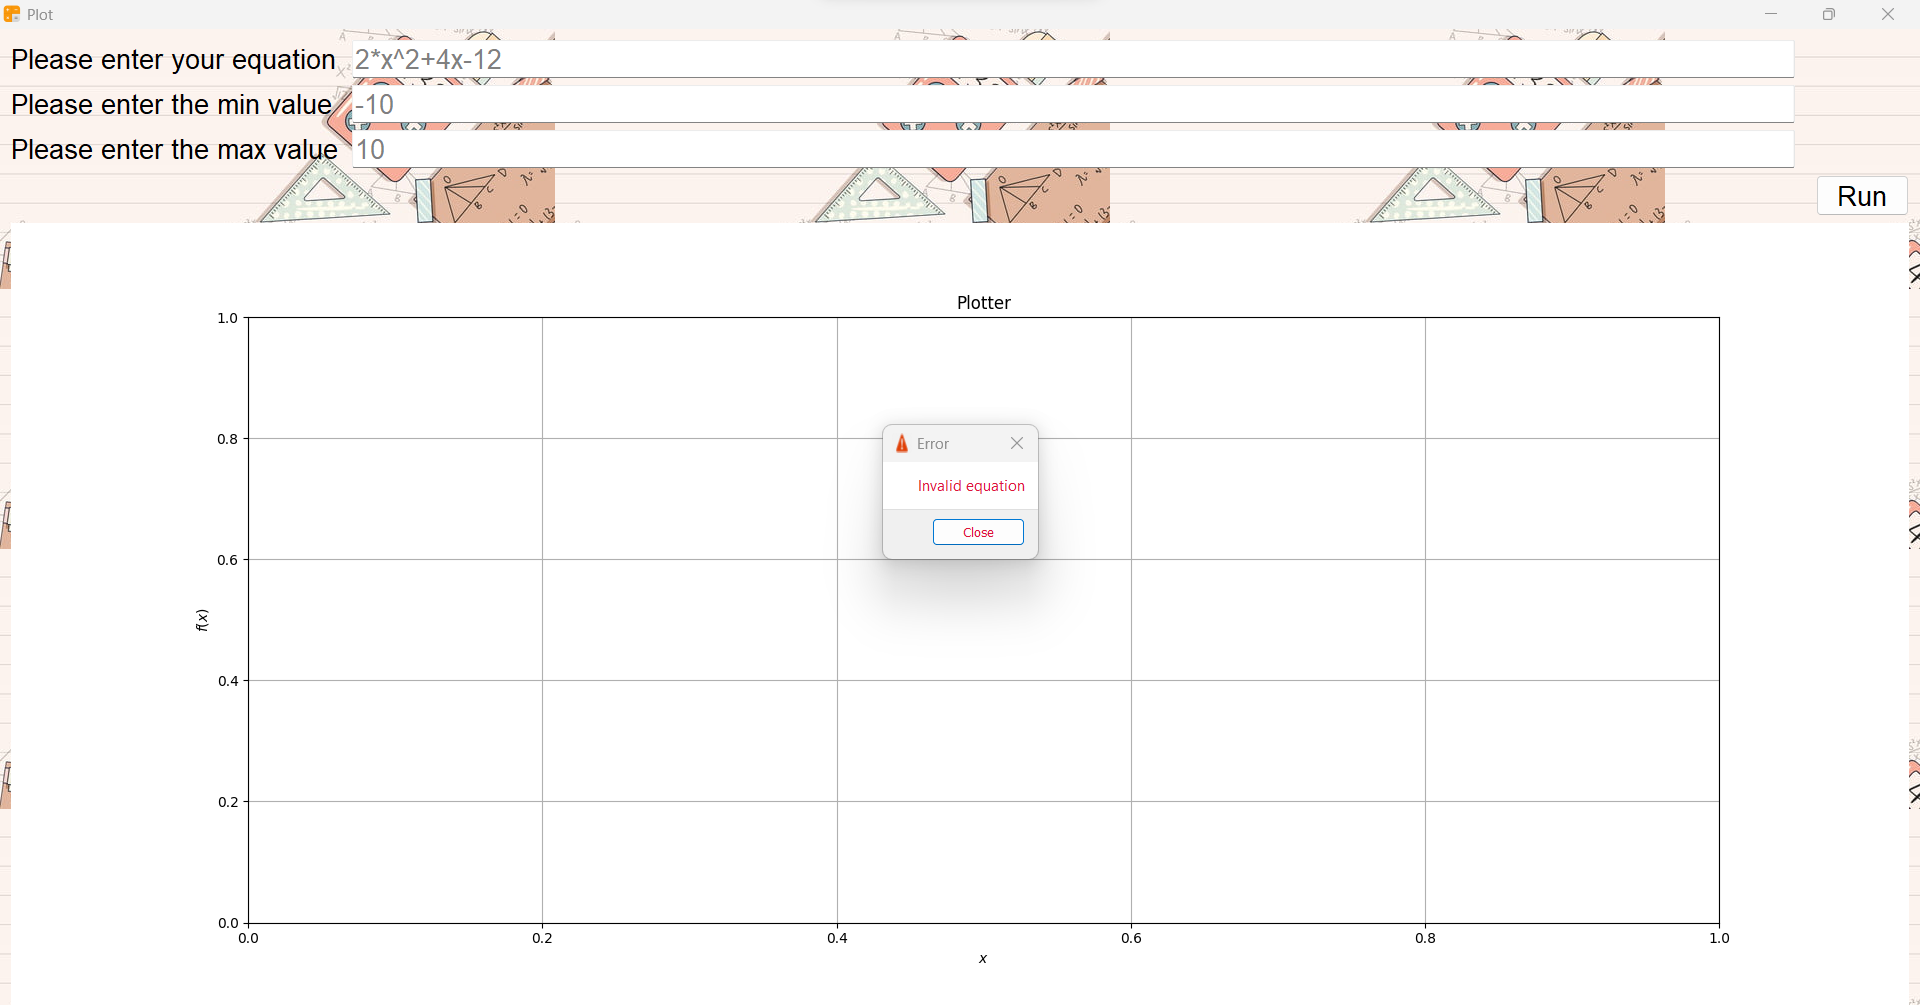 Plot
Please enter your equation 2*x^2+4x-12
Please enter the min value -10
Please enter the max value 10
Run
Plotter
1.0
0.8
Error
Invalid equation
Close
0.6
f(x)
0.4
0.2
0.0
0.0 0.2 0.4 0.6 0.8 1.0
x